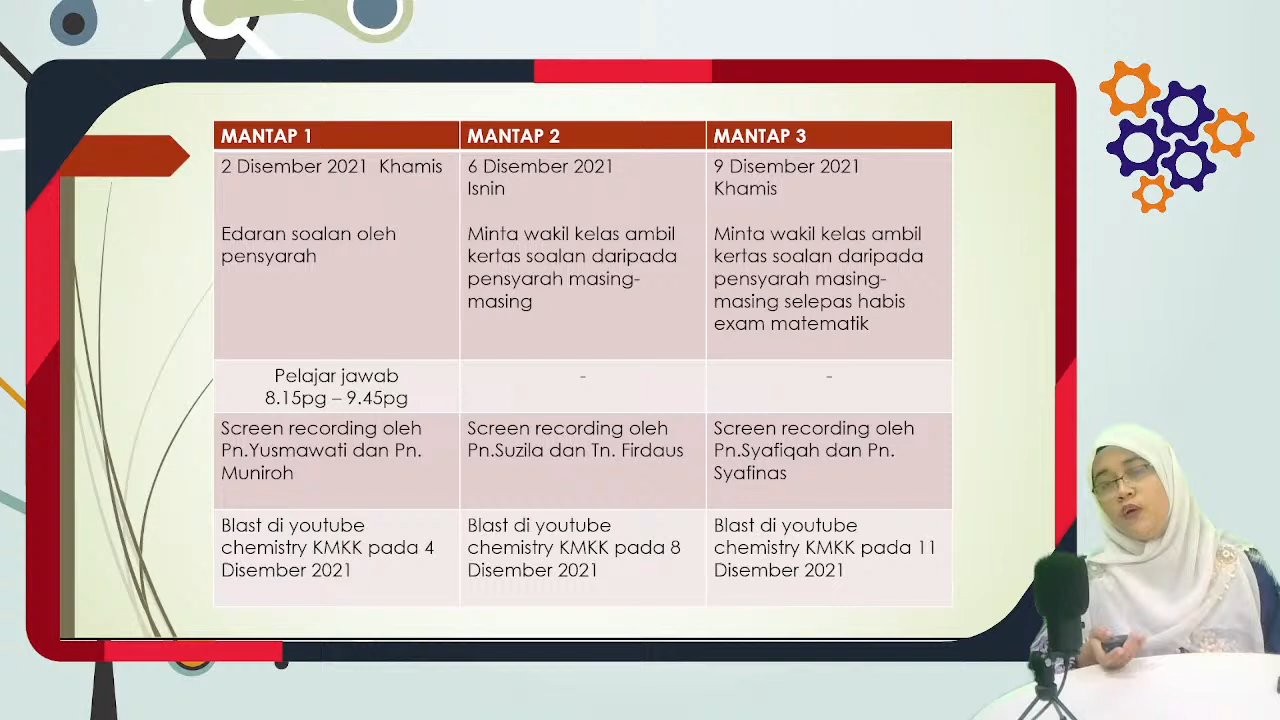 MANTAP 1
MANTAP 2
MANTAP 3
2 Disember 2021  Khamis
Edaran soalan oleh
pensyarah
6 Disember 2021
Isnin
Minta wakil kelas ambil
kertas soalan daripada
pensyarah masing-
masing
9 Disember 2021
Khamis
Minta wakil kelas ambil
kertas soalan daripada
pensyarah masing-
masing selepas habis
exam matematik
Pelajar jawab
8.15pg – 9.45pg
-
-
Screen recording oleh
Pn.Yusmawati dan Pn.
Muniroh
Screen recording oleh
Pn.Suzila dan Tn. Firdaus
Screen recording oleh
Pn.Syafiqah dan Pn.
Syafinas
Blast di youtube
chemistry KMKK pada 4
Disember 2021
Blast di youtube
chemistry KMKK pada 8
Disember 2021
Blast di youtube
chemistry KMKK pada 11
Disember 2021